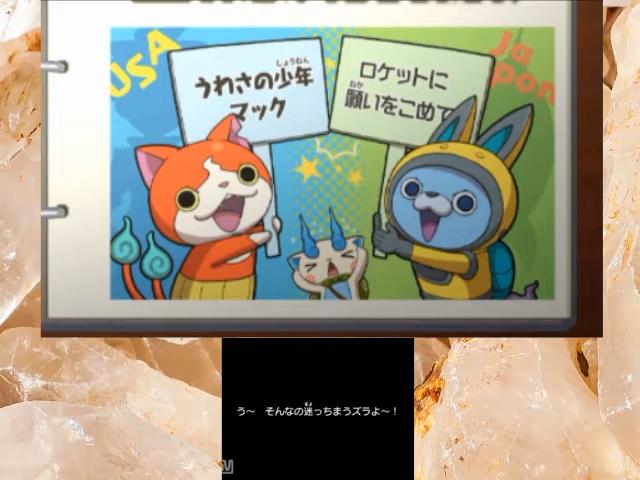 USA
Japon
うわさの少年
マック
ロケットに
願いをこめて
う～　そんなの迷っちまうズラよ～！